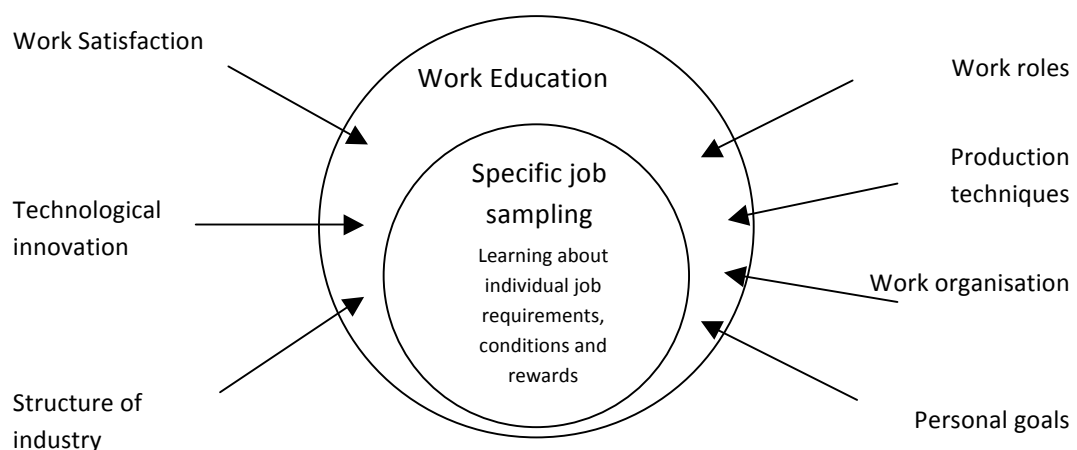 Work Satisfaction
Work Education
Work roles
Specific job
sampling
Production
techniques
Technological
innovation
Learning about
individual job
requirements,
conditions and
rewards
Work organisation
Structure of
industry
Personal goals